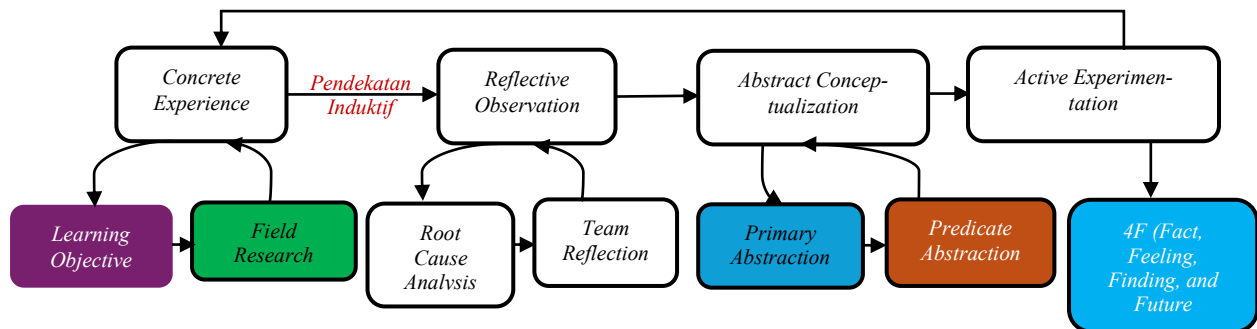 Concrete
Experience
Pendekatan
Induktif
Reflective
Observation
Abstract Concep-
tualization
Active Experimen-
tation
Learning
Objective
Field
Research
Root
Cause
Analysis
Team
Reflection
Primary
Abstraction
Predicate
Abstraction
4F (Fact,
Feeling,
Finding, and
Future